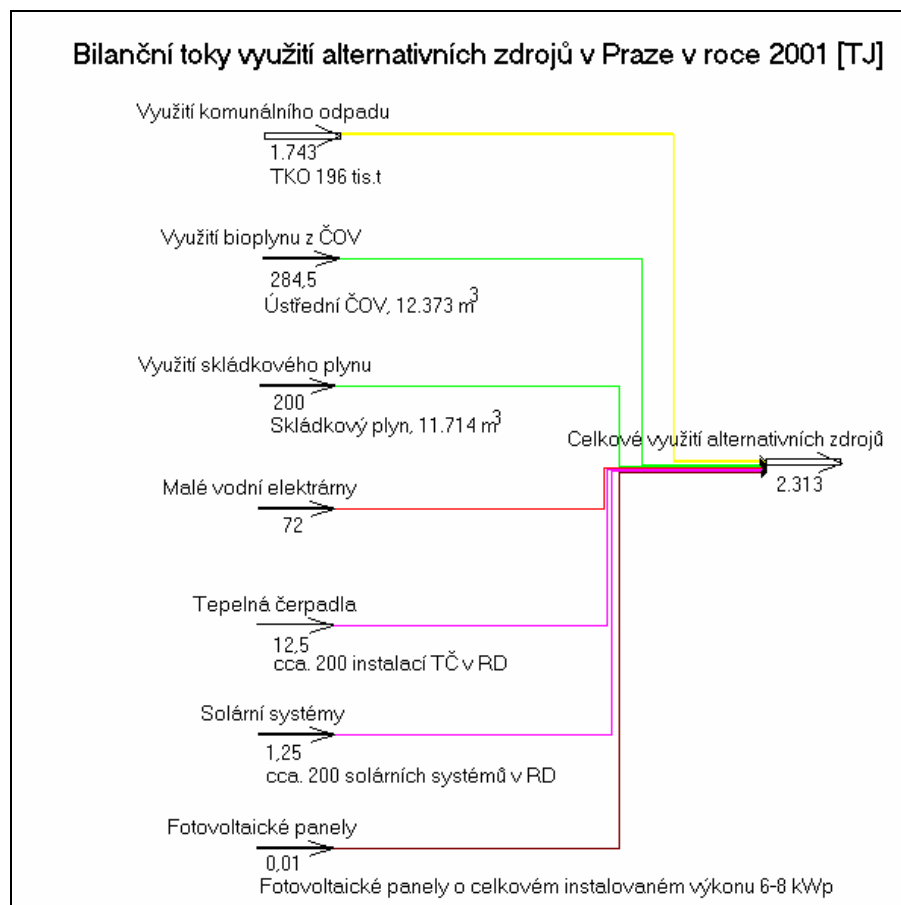 Bilanční toky využití alternativních zdrojů v Praze v roce 2001 [TJ]
Využití komunálního odpadu
1.743
TKO 196 tis.t
Využití bioplynu z ČOV
284,5
Ústřední ČOV, 12.373 m³
Využití skládkového plynu
200
Skládkový plyn, 11.714 m³
Celkové využití alternativních zdrojů
2.313
Malé vodní elektrárny
72
Tepelná čerpadla
12,5
cca. 200 instalací TČ v RD
Solární systémy
1,25
cca. 200 solárních systémů v RD
Fotovoltaické panely
0,01
Fotovoltaické panely o celkovém instalovaném výkonu 6-8 kWp